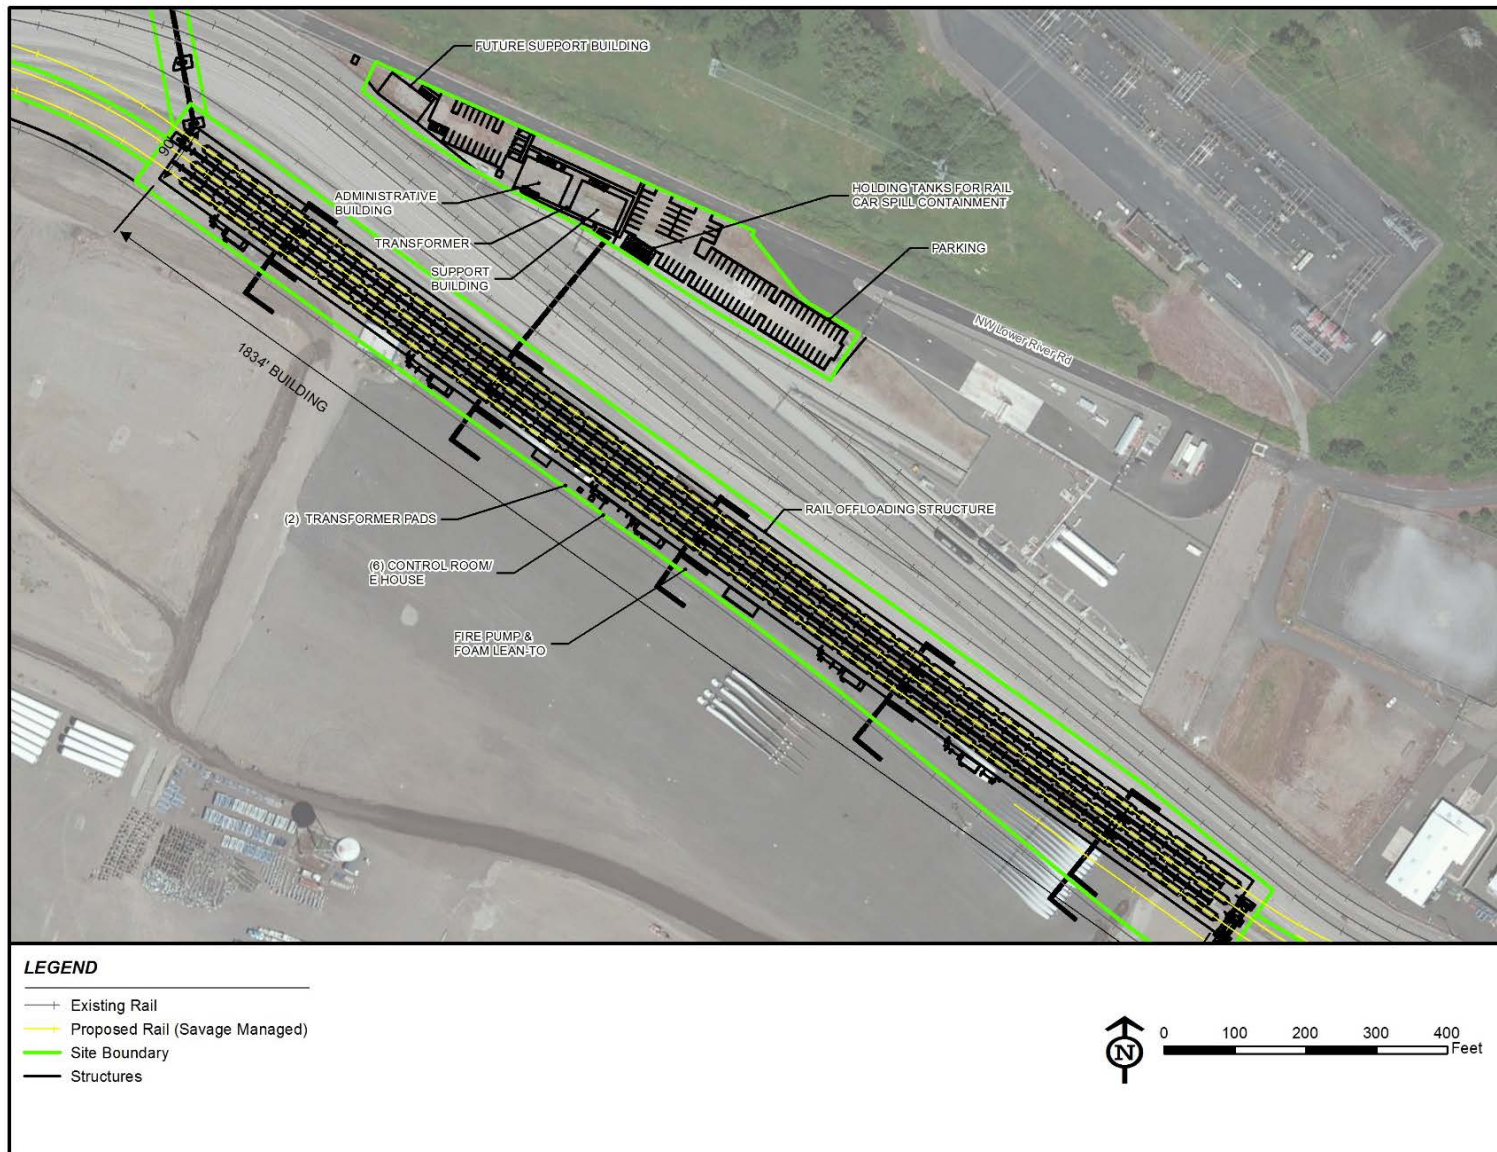 FUTURE SUPPORT BUILDING
90'
ADMINISTRATIVE
BUILDING
HOLDING TANKS FOR RAIL
CAR SPILL CONTAINMENT
TRANSFORMER
PARKING
SUPPORT
BUILDING
NW Lower River Rd
1834' BUILDING
RAIL OFFLOADING STRUCTURE
(2) TRANSFORMER PADS
(6) CONTROL ROOM/
E HOUSE
FIRE PUMP &
FOAM LEAN-TO
LEGEND
Existing Rail
Proposed Rail (Savage Managed)
Site Boundary
Structures
N
0 100 200 300 400
Feet